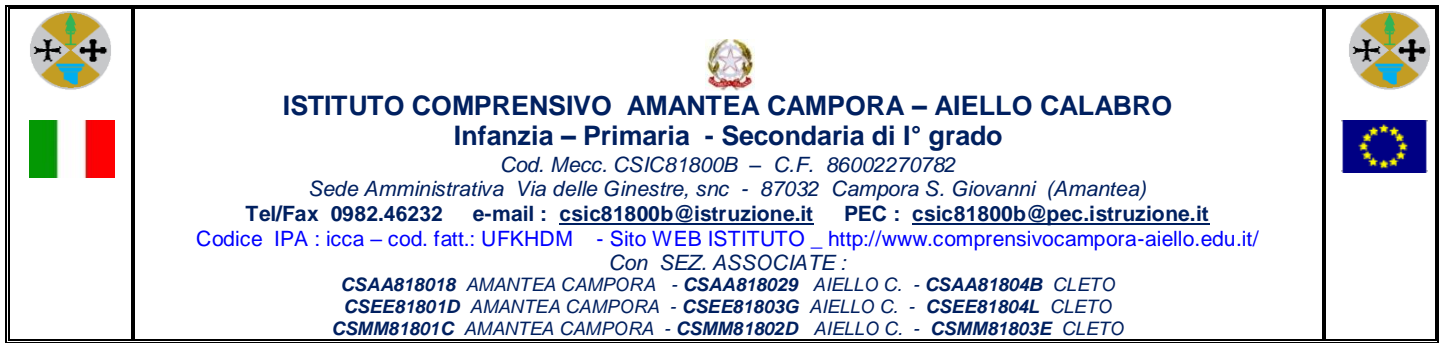 ISTITUTO COMPRENSIVO AMANTEA CAMPORA – AIELLO CALABRO
Infanzia – Primaria - Secondaria di I° grado
Cod. Mecc. CSIC81800B – C.F. 86002270782
Sede Amministrativa Via delle Ginestre, snc - 87032 Campora S. Giovanni (Amantea)
Tel/Fax 0982.46232 e-mail : csic81800b@istruzione.it PEC : csic81800b@pec.istruzione.it
Codice IPA : icca – cod. fatt.: UFKHDM - Sito WEB ISTITUTO _ http://www.comprensivocampora-aiello.edu.it/
Con SEZ. ASSOCIATE :
CSAA818018 AMANTEA CAMPORA - CSAA818029 AIELLO C. - CSAA81804B CLETO
CSEE81801D AMANTEA CAMPORA - CSEE81803G AIELLO C. - CSEE81804L CLETO
CSMM81801C AMANTEA CAMPORA - CSMM81802D AIELLO C. - CSMM81803E CLETO